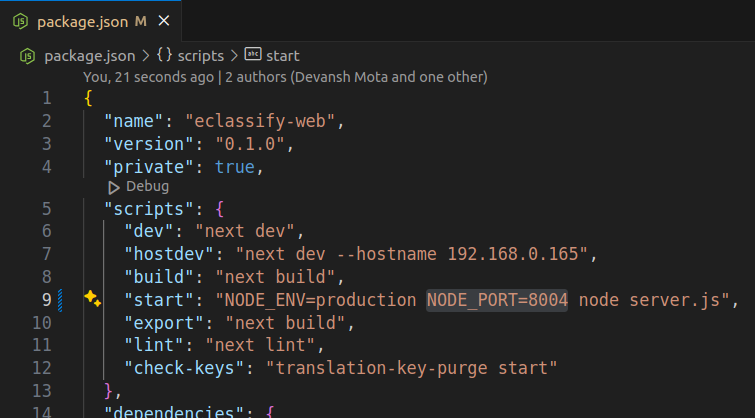 package.json M
package.json > {} scripts > abc start
You, 21 seconds ago | 2 authors (Devansh Mota and one other)
1 {
2 "name": "eclassify-web",
3 "version": "0.1.0",
4 "private": true,
Debug
5 "scripts": {
6 "dev": "next dev",
7 "hostdev": "next dev --hostname 192.168.0.165",
8 "build": "next build",
9 "start": "NODE_ENV=production NODE_PORT=8004 node server.js",
10 "export": "next build",
11 "lint": "next lint",
12 "check-keys": "translation-key-purge start"
13 },
14 "dependencies": {